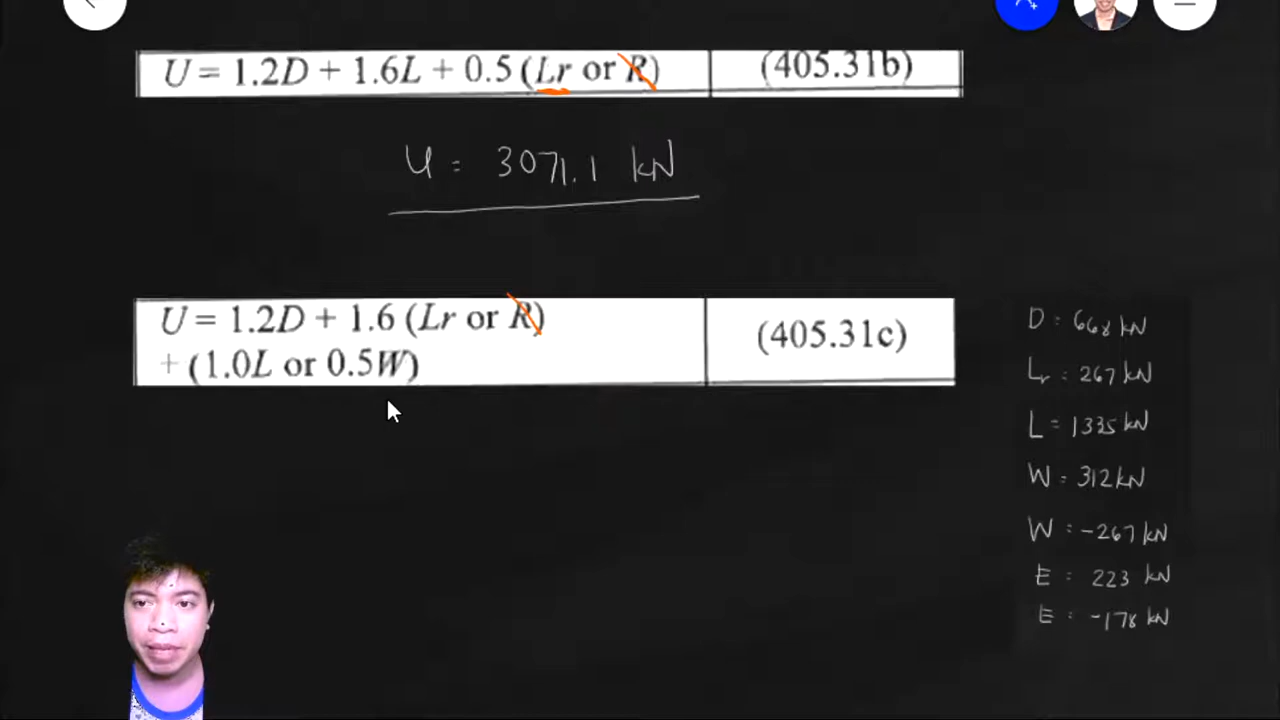 U = 1.2D + 1.6L + 0.5 (Lr or R)
(405.31b)
U = 3071.1 kN
U = 1.2D + 1.6 (Lr or R)
+ (1.0L or 0.5W)
(405.31c)
D = 668 kN
Lr = 267 kN
L = 1335 kN
W = 312 kN
W = -267 kN
E = 223 kN
E = -178 kN